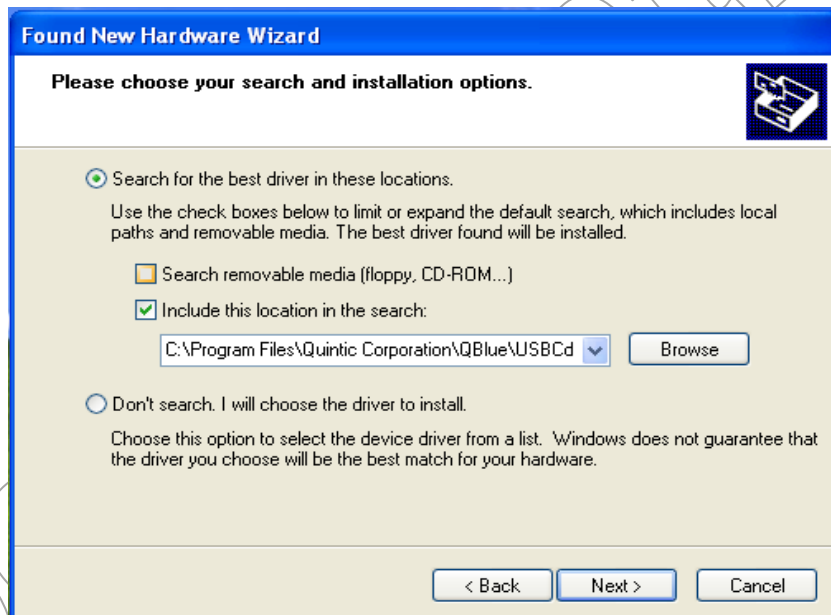 Found New Hardware Wizard
Please choose your search and installation options.
Search for the best driver in these locations.
Use the check boxes below to limit or expand the default search, which includes local
paths and removable media. The best driver found will be installed.
Search removable media (floppy, CD-ROM...)
Include this location in the search:
C:\Program Files\Quintic Corporation\QBlue\USBCd
Browse
Don't search. I will choose the driver to install.
Choose this option to select the device driver from a list. Windows does not guarantee that
the driver you choose will be the best match for your hardware.
< Back Next > Cancel